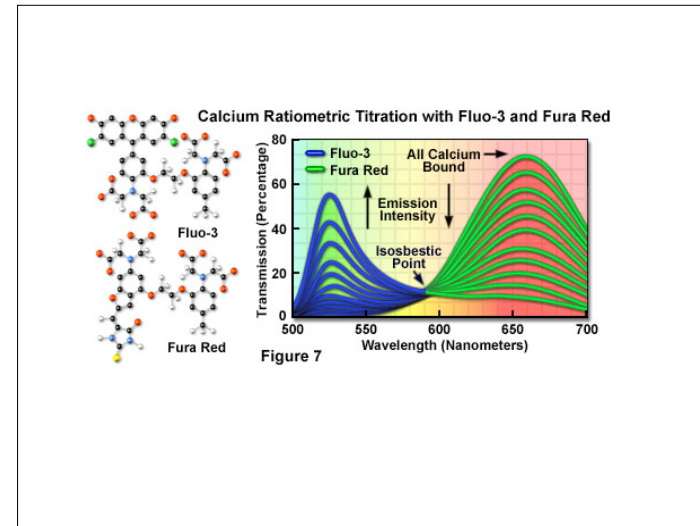 Calcium Ratiometric Titration with Fluo-3 and Fura Red
80
60
40
20
0
Transmission (Percentage)
Fluo-3
Fura Red
All Calcium
Bound
Emission
Intensity
Isosbestic
Point
500
550
600
650
700
Wavelength (Nanometers)
Fluo-3
Fura Red
Figure 7